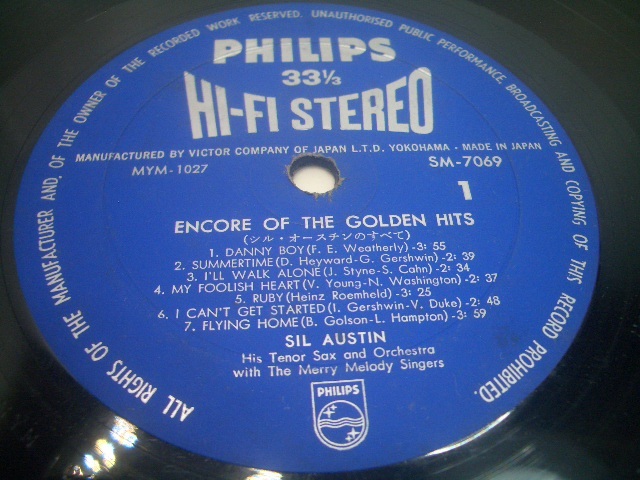 ALL RIGHTS OF THE MANUFACTURER AND, OF THE OWNER OF THE RECORDED WORK RESERVED. UNAUTHORISED PUBLIC PERFORMANCE, BROADCASTING AND COPYING OF THIS RECORD PROHIBITED.
PHILIPS
33⅓
HI-FI STEREO
MANUFACTURED BY VICTOR COMPANY OF JAPAN L.T.D. YOKOHAMA - MADE IN JAPAN
MYM-1027 SM-7069
1
ENCORE OF THE GOLDEN HITS
(シル・オースチンのすべて)
1. DANNY BOY (F. E. Weatherly) -3: 55
2. SUMMERTIME (D. Heyward-G. Gershwin) -2: 39
3. I'LL WALK ALONE (J. Styne-S. Cahn) -2: 34
4. MY FOOLISH HEART (V. Young-N. Washington) -2: 37
5. RUBY (Heinz Roemheld) -3: 25
6. I CAN'T GET STARTED (I. Gershwin-V. Duke) -2: 48
7. FLYING HOME (B. Golson-L. Hampton) -3: 59
SIL AUSTIN
His Tenor Sax and Orchestra
with The Merry Melody Singers
PHILIPS